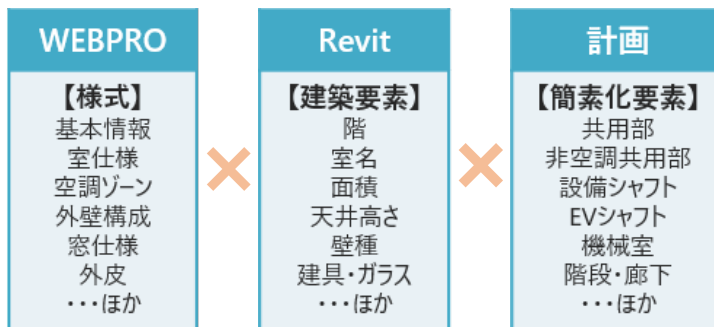 WEBPRO
【様式】
基本情報
室仕様
空調ゾーン
外壁構成
窓仕様
外皮
・・・ほか
Revit
【建築要素】
階
室名
面積
天井高さ
壁種
建具・ガラス
・・・ほか
計画
【簡素化要素】
共用部
非空調共用部
設備シャフト
EVシャフト
機械室
階段・廊下
・・・ほか